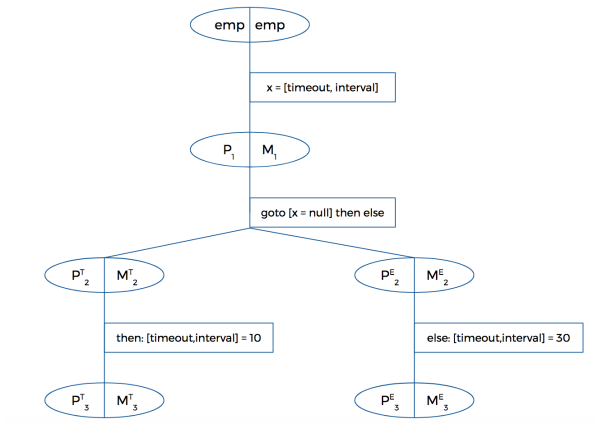 emp emp
x = [timeout, interval]
P1 M1
goto [x = null] then else
PT2 MT2 PE2 ME2
then: [timeout,interval] = 10 else: [timeout,interval] = 30
PT3 MT3 PE3 ME3